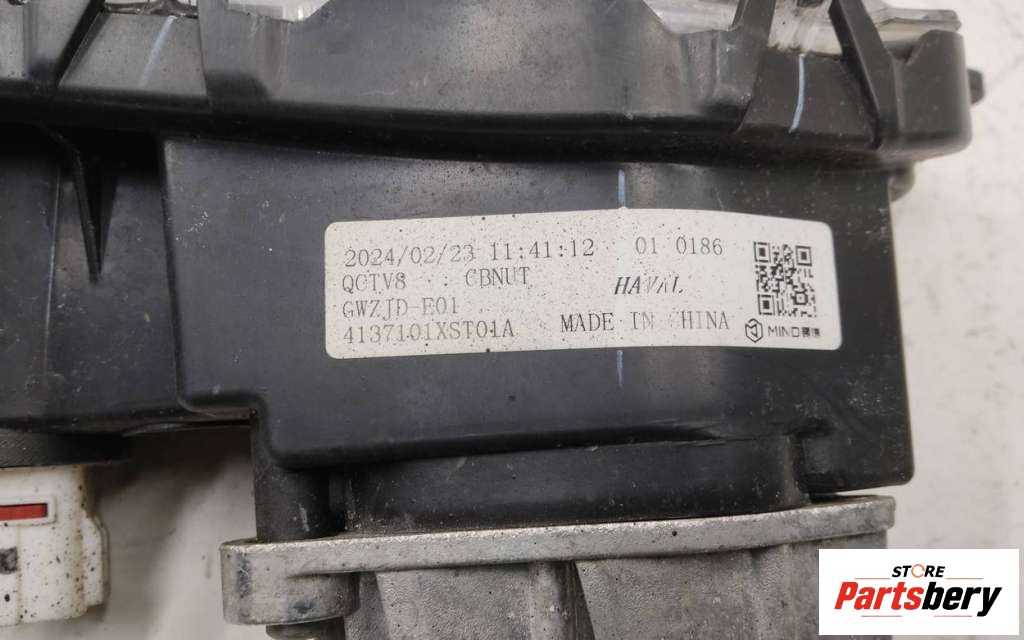 2024/02/23 11:41:12 01 0186
QCTV8 CBNUT HAVAL
GWZJD-E01
4137101XST01A MADE IN CHINA
MIND
STORE
Partsbery